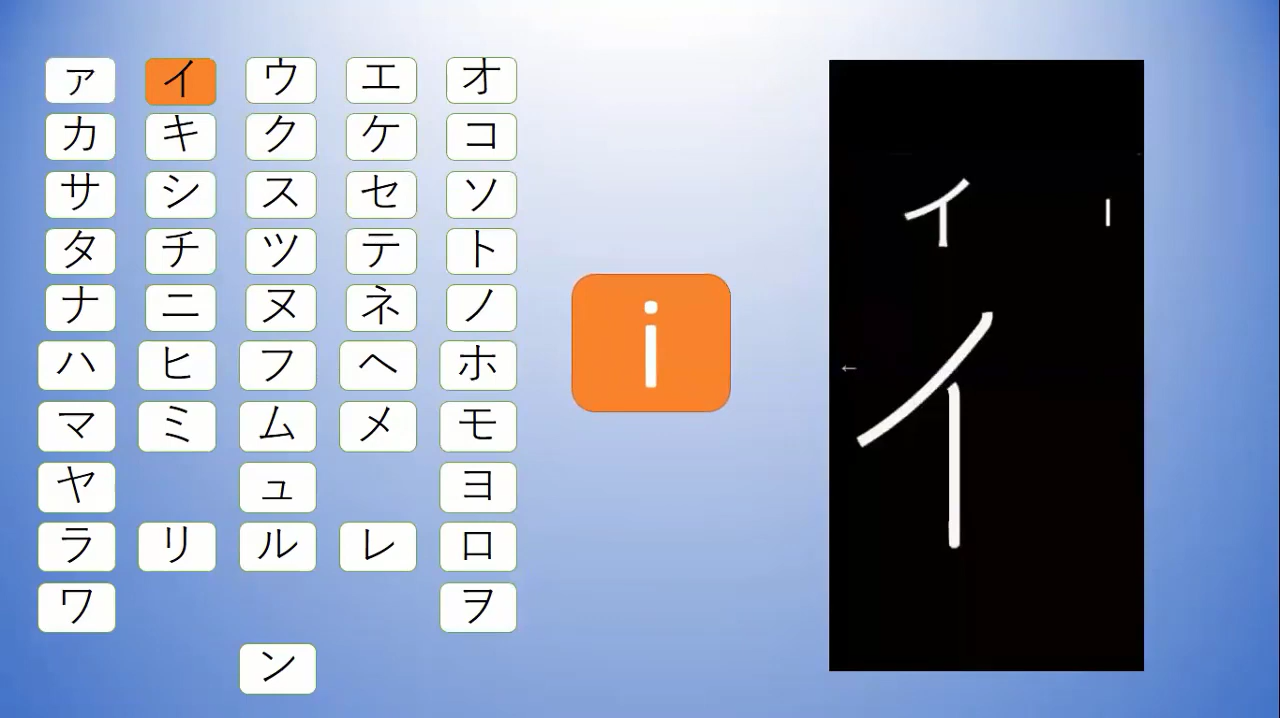 ァ イ ウ エ オ
カ キ ク ケ コ
サ シ ス セ ソ
タ チ ツ テ ト
ナ ニ ヌ ネ ノ
ハ ヒ フ ヘ ホ
マ ミ ム メ モ
ヤ ュ ヨ
ラ リ ル レ ロ
ワ ヲ
ン
i
イ
イ